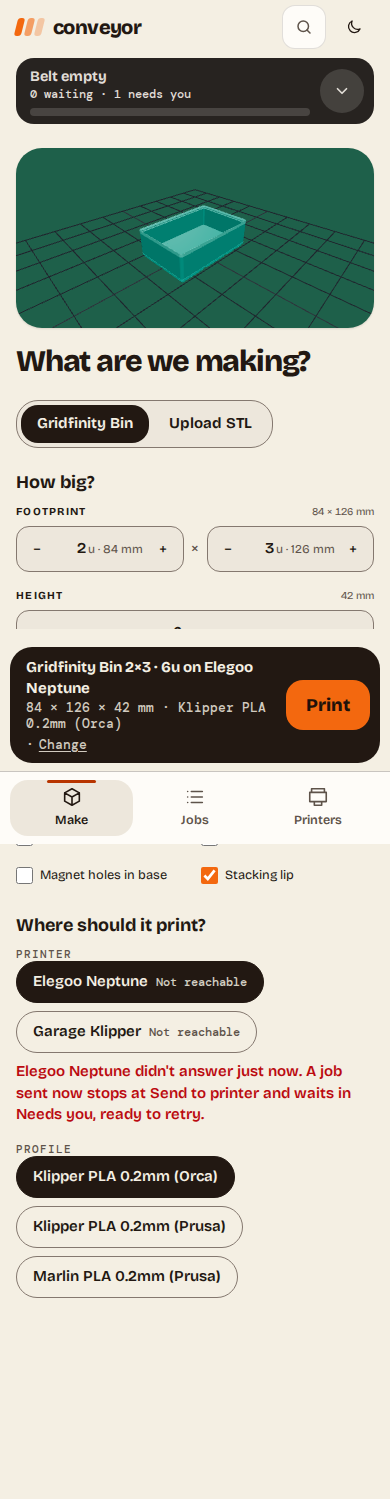 conveyor
Belt empty
0 waiting · 1 needs you
What are we making?
Gridfinity Bin
Upload STL
How big?
FOOTPRINT
84 × 126 mm
− 2 u · 84 mm + × − 3 u · 126 mm +
HEIGHT
42 mm
Gridfinity Bin 2×3 · 6u on Elegoo
Neptune
84 × 126 × 42 mm · Klipper PLA
0.2mm (Orca)
· Change
Print
Make
Jobs
Printers
Magnet holes in base
Stacking lip
Where should it print?
PRINTER
Elegoo Neptune Not reachable
Garage Klipper Not reachable
Elegoo Neptune didn't answer just now. A job
sent now stops at Send to printer and waits in
Needs you, ready to retry.
PROFILE
Klipper PLA 0.2mm (Orca)
Klipper PLA 0.2mm (Prusa)
Marlin PLA 0.2mm (Prusa)